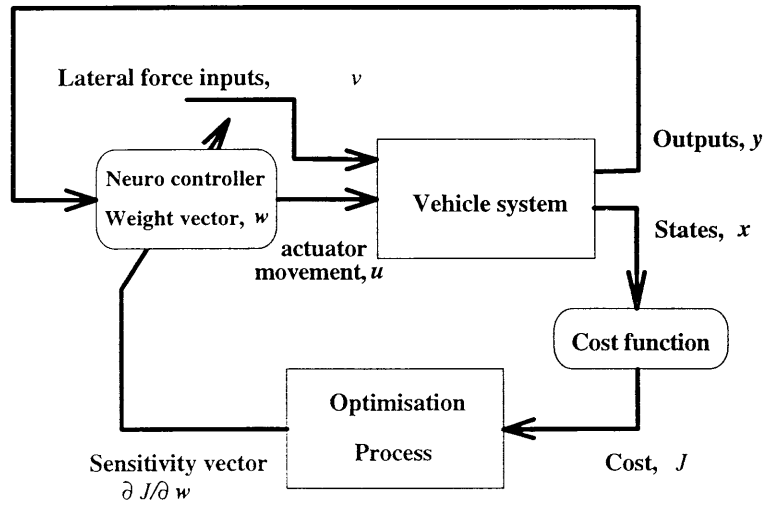 Lateral force inputs, v
Outputs, y
Neuro controller
Weight vector, w
Vehicle system
States, x
actuator
movement, u
Cost function
Optimisation
Process
Sensitivity vector
∂ J/∂ w
Cost, J